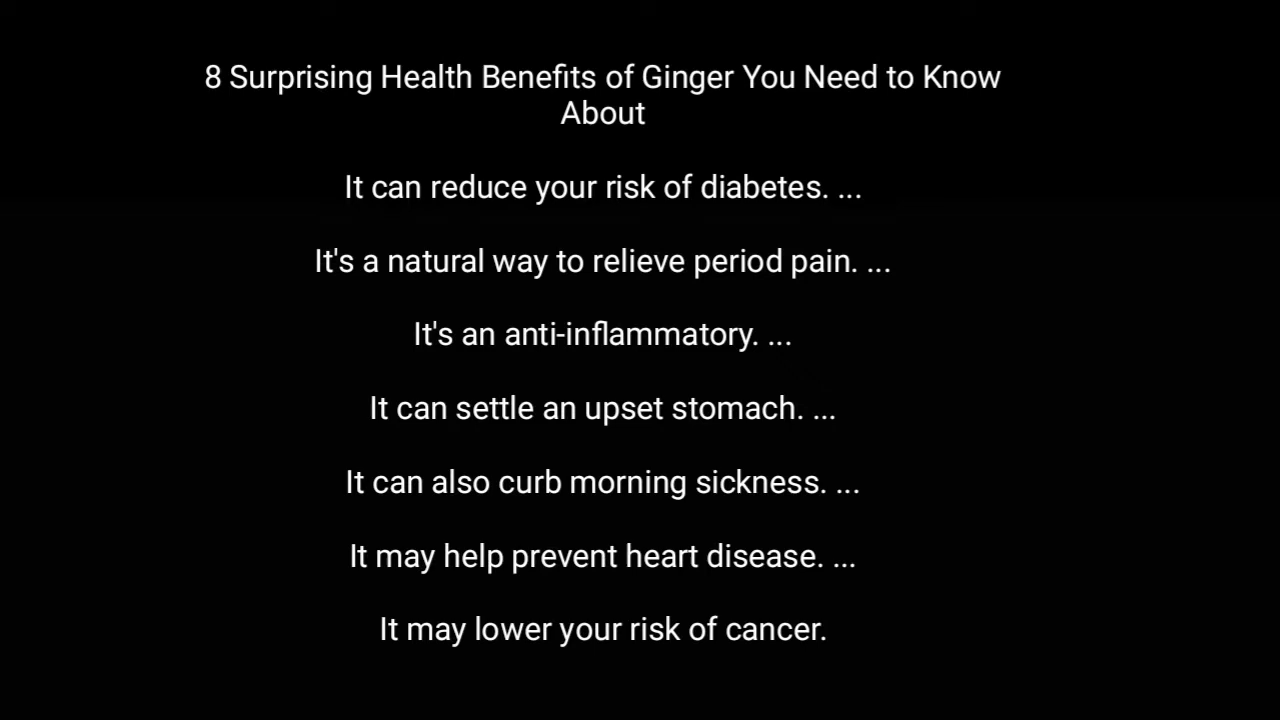 8 Surprising Health Benefits of Ginger You Need to Know
About
It can reduce your risk of diabetes. ...
It's a natural way to relieve period pain. ...
It's an anti-inflammatory. ...
It can settle an upset stomach. ...
It can also curb morning sickness. ...
It may help prevent heart disease. ...
It may lower your risk of cancer.